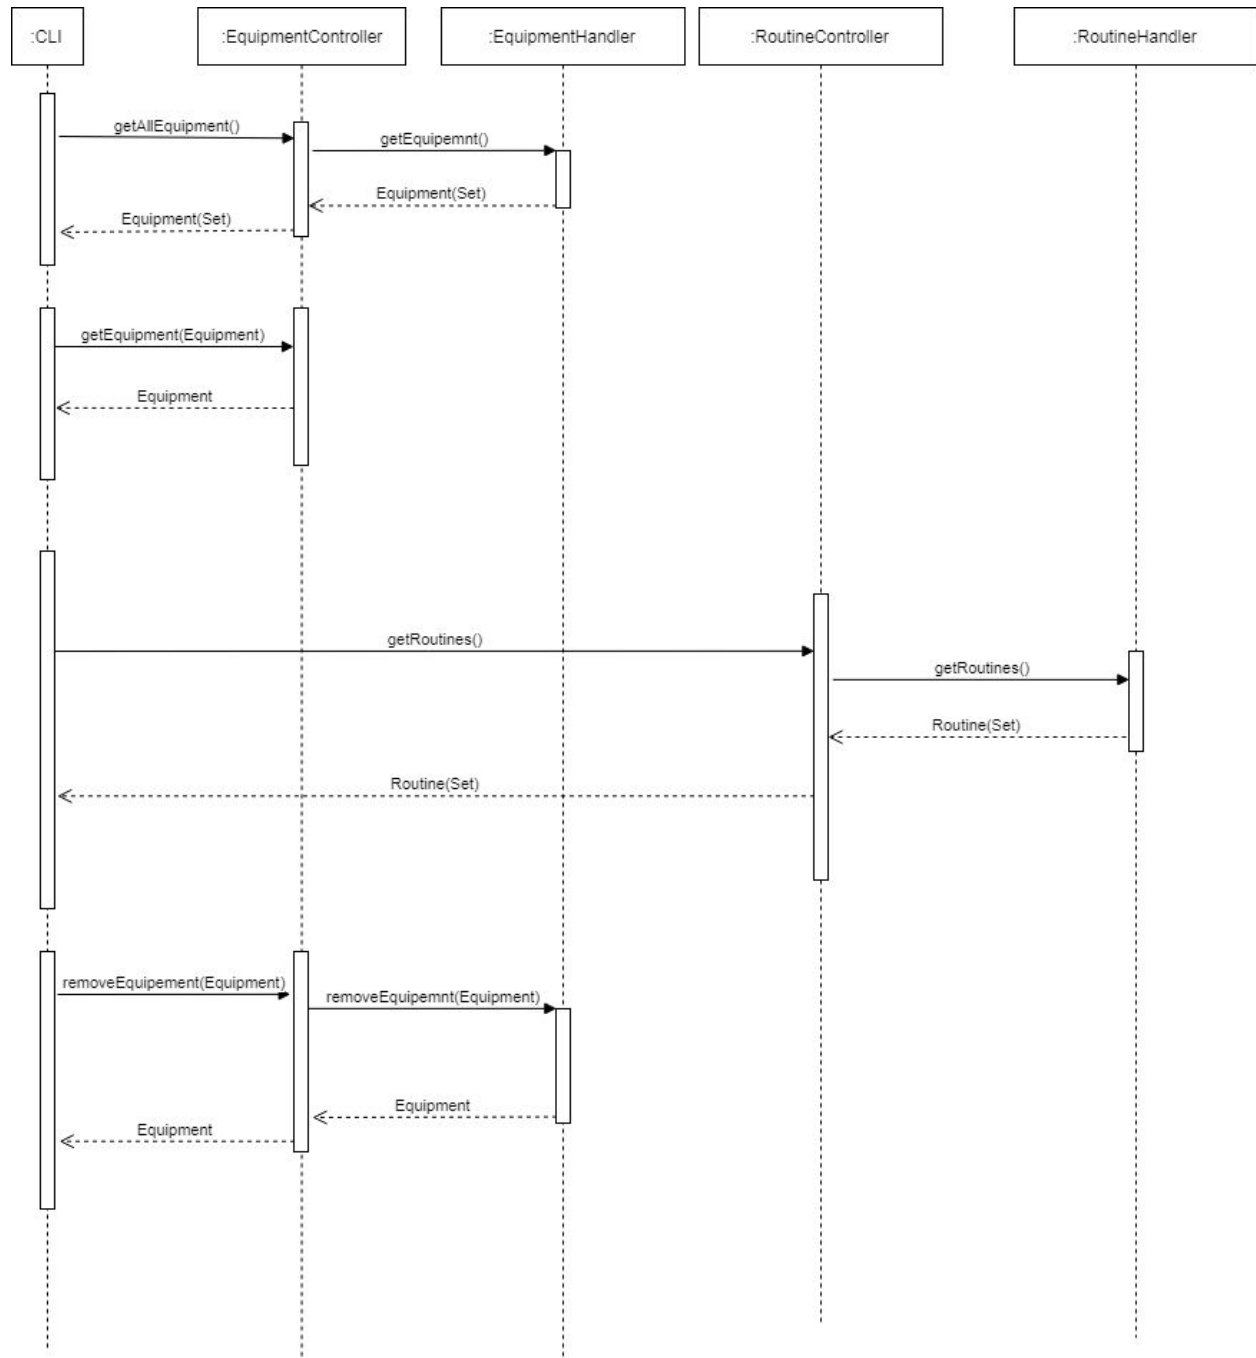 :CLI
:EquipmentController
:EquipmentHandler
:RoutineController
:RoutineHandler
getAllEquipment()
getEquipemnt()
Equipment(Set)
Equipment(Set)
getEquipment(Equipment)
Equipment
getRoutines()
getRoutines()
Routine(Set)
Routine(Set)
removeEquipement(Equipment)
removeEquipemnt(Equipment)
Equipment
Equipment